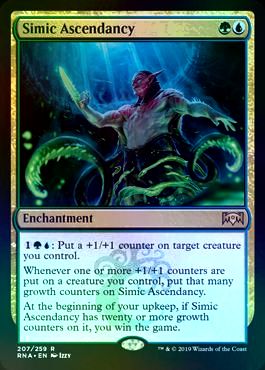 Simic Ascendancy
Enchantment
1: Put a +1/+1 counter on target creature
you control.
Whenever one or more +1/+1 counters are
put on a creature you control, put that many
growth counters on Simic Ascendancy.
At the beginning of your upkeep, if Simic
Ascendancy has twenty or more growth
counters on it, you win the game.
207/259 R
RNA • EN Izzy
™ & © 2019 Wizards of the Coast